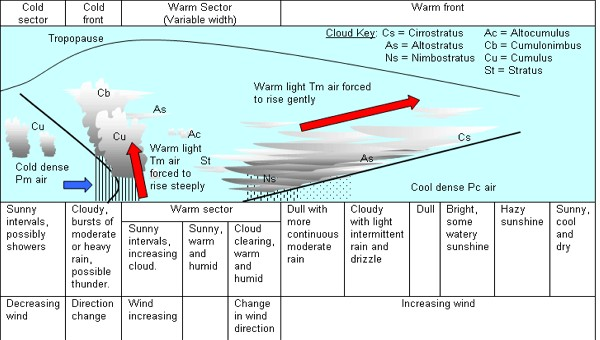 Cold sector
Cold front
Warm Sector
(Variable width)
Warm front
Tropopause
Cloud Key: Cs = Cirrostratus
As = Altostratus
Ns = Nimbostratus
Ac = Altocumulus
Cb = Cumulonimbus
Cu = Cumulus
St = Stratus
Warm light Tm air forced
to rise gently
Cb
As
Cu
Cu
Ac
Warm light
Tm air
forced to
rise steeply
St
Cs
As
Ns
Cold dense
Pm air
Cool dense Pc air
Sunny
intervals,
possibly
showers
Cloudy,
bursts of
moderate
or heavy
rain,
possible
thunder.
Warm sector
Sunny
intervals,
increasing
cloud.
Sunny,
warm
and
humid
Cloud
clearing,
warm
and
humid
Dull with
more
continuous
moderate
rain
Cloudy
with light
intermittent
rain and
drizzle
Dull
Bright,
some
watery
sunshine
Hazy
sunshine
Sunny,
cool
and
dry
Decreasing
wind
Direction
change
Wind
increasing
Change
in wind
direction
Increasing wind